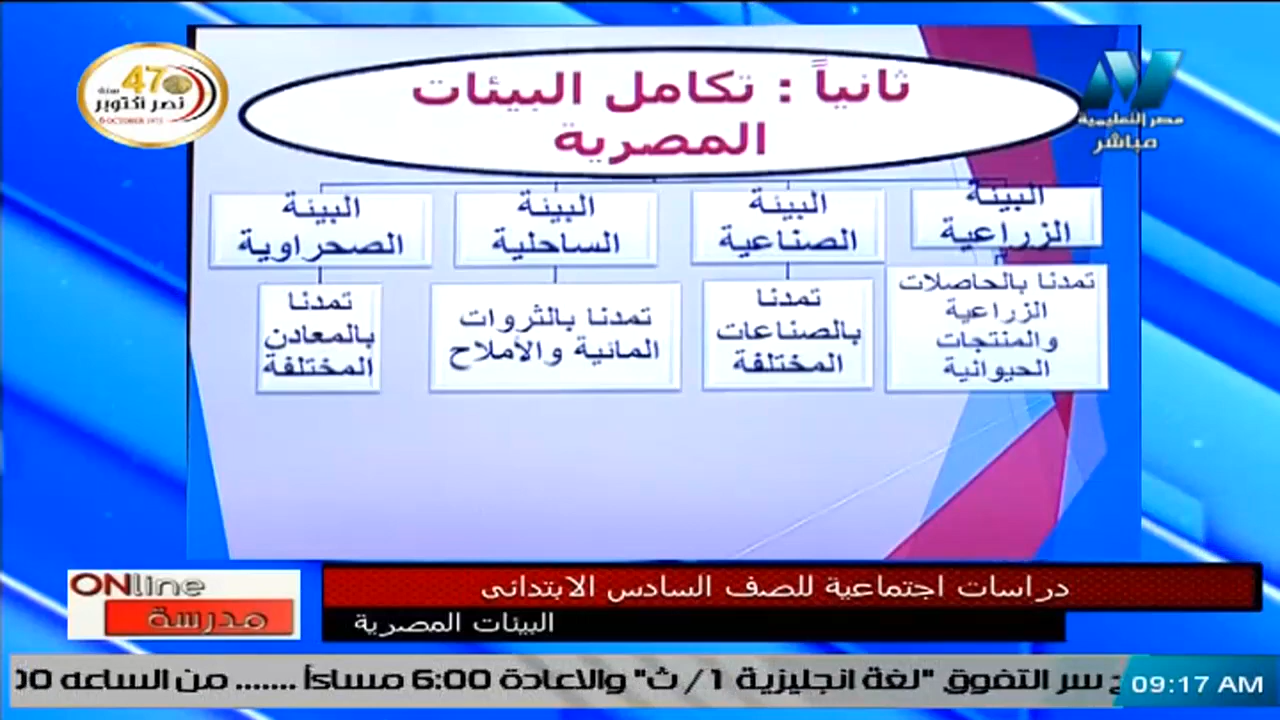 ثانياً : تكامل البيئات
المصرية
البيئة
الزراعية
البيئة
الصناعية
البيئة
الساحلية
البيئة
الصحراوية
تمدنا بالحاصلات
الزراعية
والمنتجات
الحيوانية
تمدنا
بالصناعات
المختلفة
تمدنا بالثروات
المائية والأملاح
تمدنا
بالمعادن
المختلفة
47 سنة
نصر أكتوبر
6 OCTOBER 1973
مصر التعليمية
مباشر
ONline
مدرسة
دراسات اجتماعية للصف السادس الابتدائى
البيئات المصرية
سر التفوق "لغة انجليزية 1/ ث" والاعادة 6:00 مساءاً ....... من الساعه
09:17 AM